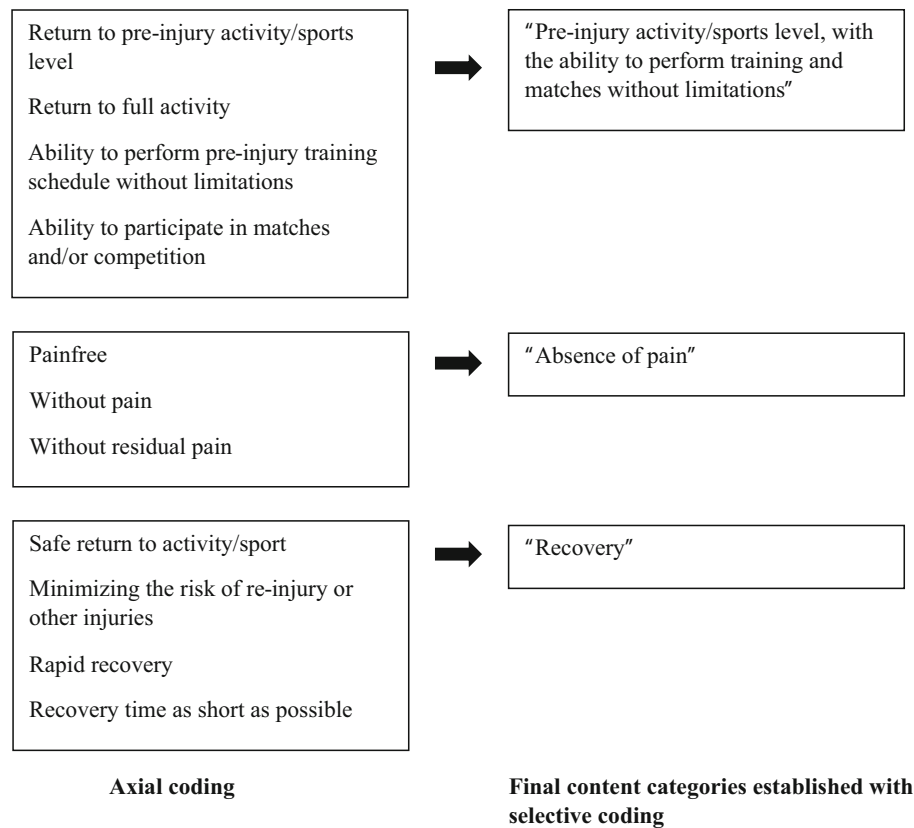 Return to pre-injury activity/sports
level
Return to full activity
Ability to perform pre-injury training
schedule without limitations
Ability to participate in matches
and/or competition
"Pre-injury activity/sports level, with
the ability to perform training and
matches without limitations"
Painfree
Without pain
Without residual pain
"Absence of pain"
Safe return to activity/sport
Minimizing the risk of re-injury or
other injuries
Rapid recovery
Recovery time as short as possible
"Recovery"
Axial coding
Final content categories established with
selective coding